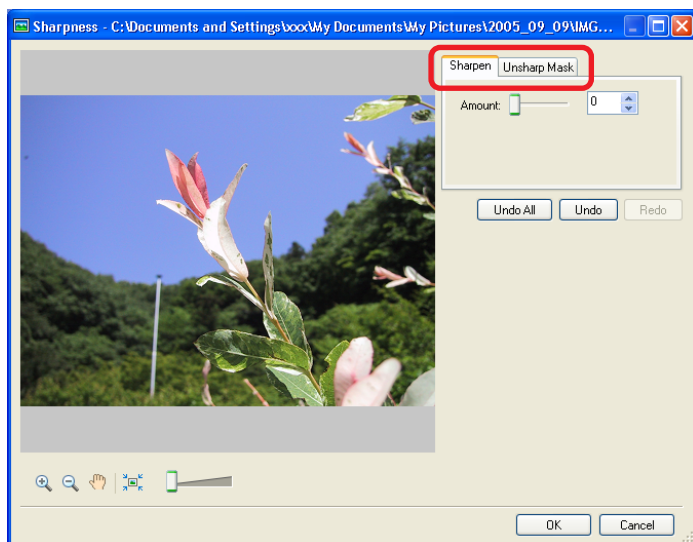 Sharpness - C:\Documents and Settings\xxx\My Documents\My Pictures\2005_09_09\IMG...
Sharpen Unsharp Mask
Amount: 0
Undo All Undo Redo
OK Cancel